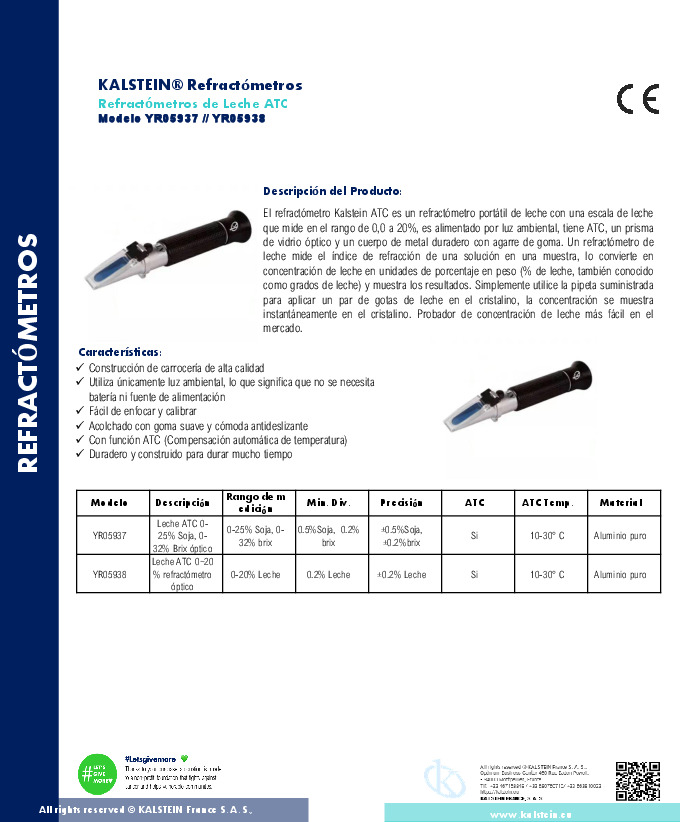 KALSTEIN® Refractómetros
Refractómetros de Leche ATC
Modelo YR05937 // YR05938
CE
REFRACTÓMETROS
Descripción del Producto:
El refractómetro Kalstein ATC es un refractómetro portátil de leche con una escala de leche
que mide en el rango de 0,0 a 20%, es alimentado por luz ambiental, tiene ATC, un prisma
de vidrio óptico y un cuerpo de metal duradero con agarre de goma. Un refractómetro de
leche mide el índice de refracción de una solución en una muestra, lo convierte en
concentración de leche en unidades de porcentaje en peso (% de leche, también conocido
como grados de leche) y muestra los resultados. Simplemente utilice la pipeta suministrada
para aplicar un par de gotas de leche en el cristalino, la concentración se muestra
instantáneamente en el cristalino. Probador de concentración de leche más fácil en el
mercado.
Características:
✓ Construcción de carrocería de alta calidad
✓ Utiliza únicamente luz ambiental, lo que significa que no se necesita
batería ni fuente de alimentación
✓ Fácil de enfocar y calibrar
✓ Acolchado con goma suave y cómoda antideslizante
✓ Con función ATC (Compensación automática de temperatura)
✓ Duradero y construido para durar mucho tiempo
Modelo Descripción Rango de m edición Min. Div. Precisión ATC ATC Temp. Material
YR05937 Leche ATC 0-25% Soja, 0-32% Brix óptico 0-25% Soja, 0-32% brix 0.5%Soja, 0.2% brix ±0.5%Soja, ±0.2%brix Si 10-30° C Aluminio puro
YR05938 Leche ATC 0-20 % refractómetro óptico 0-20% Leche 0.2% Leche ±0.2% Leche Si 10-30° C Aluminio puro
#LET'S
GIVE
MORE
#Letsgivemore
All rights reserved © KALSTEIN France S. A. S.,
KALSTEIN FRANCE, S. A. S
All rights reserved © KALSTEIN France S. A. S.,
www.kalstein.eu